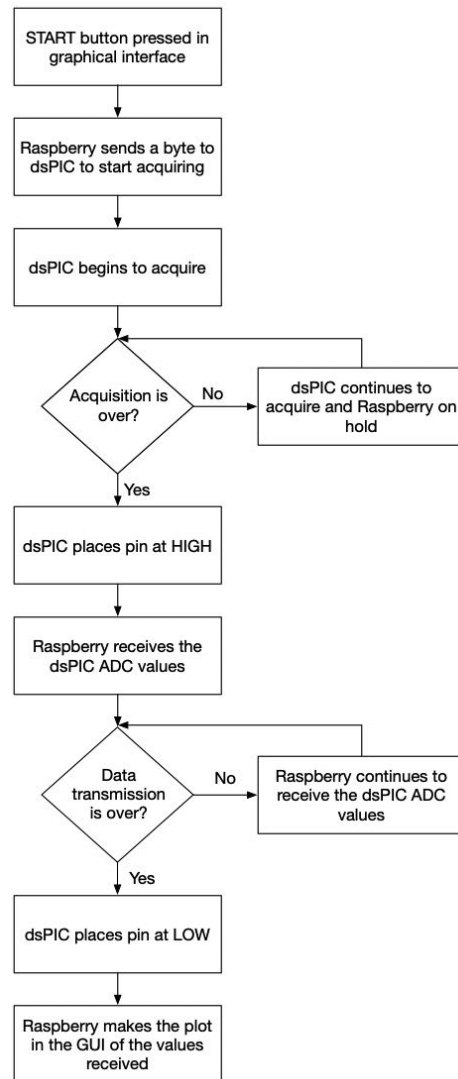 START button pressed in
graphical interface
Raspberry sends a byte to
dsPIC to start acquiring
dsPIC begins to acquire
Acquisition is
over?
No
dsPIC continues to
acquire and Raspberry on
hold
Yes
dsPIC places pin at HIGH
Raspberry receives the
dsPIC ADC values
Data
transmission
is over?
No
Raspberry continues to
receive the dsPIC ADC
values
Yes
dsPIC places pin at LOW
Raspberry makes the plot
in the GUI of the values
received